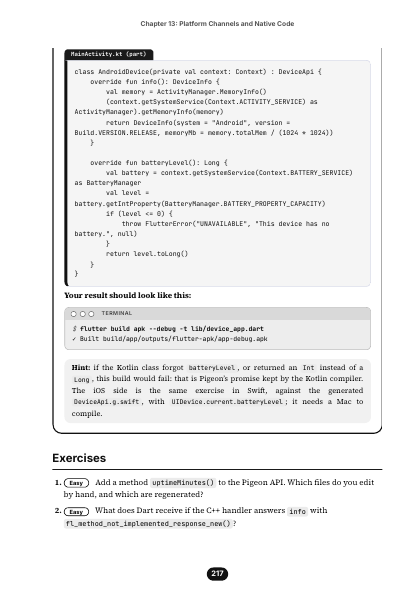 Chapter 13: Platform Channels and Native Code
MainActivity.kt (part)
class AndroidDevice(private val context: Context) : DeviceApi {
    override fun info(): DeviceInfo {
        val memory = ActivityManager.MemoryInfo()
        (context.getSystemService(Context.ACTIVITY_SERVICE) as
ActivityManager).getMemoryInfo(memory)
        return DeviceInfo(system = "Android", version =
Build.VERSION.RELEASE, memoryMb = memory.totalMem / (1024 * 1024))
    }

    override fun batteryLevel(): Long {
        val battery = context.getSystemService(Context.BATTERY_SERVICE)
as BatteryManager
        val level =
battery.getIntProperty(BatteryManager.BATTERY_PROPERTY_CAPACITY)
        if (level <= 0) {
            throw FlutterError("UNAVAILABLE", "This device has no
battery.", null)
        }
        return level.toLong()
    }
}
Your result should look like this:
TERMINAL
$ flutter build apk --debug -t lib/device_app.dart
✓ Built build/app/outputs/flutter-apk/app-debug.apk
Hint: if the Kotlin class forgot batteryLevel, or returned an Int instead of a
Long, this build would fail: that is Pigeon's promise kept by the Kotlin compiler.
The iOS side is the same exercise in Swift, against the generated
DeviceApi.g.swift, with UIDevice.current.batteryLevel; it needs a Mac to
compile.
Exercises
1. Easy Add a method uptimeMinutes() to the Pigeon API. Which files do you edit
by hand, and which are regenerated?
2. Easy What does Dart receive if the C++ handler answers info with
fl_method_not_implemented_response_new()?
217